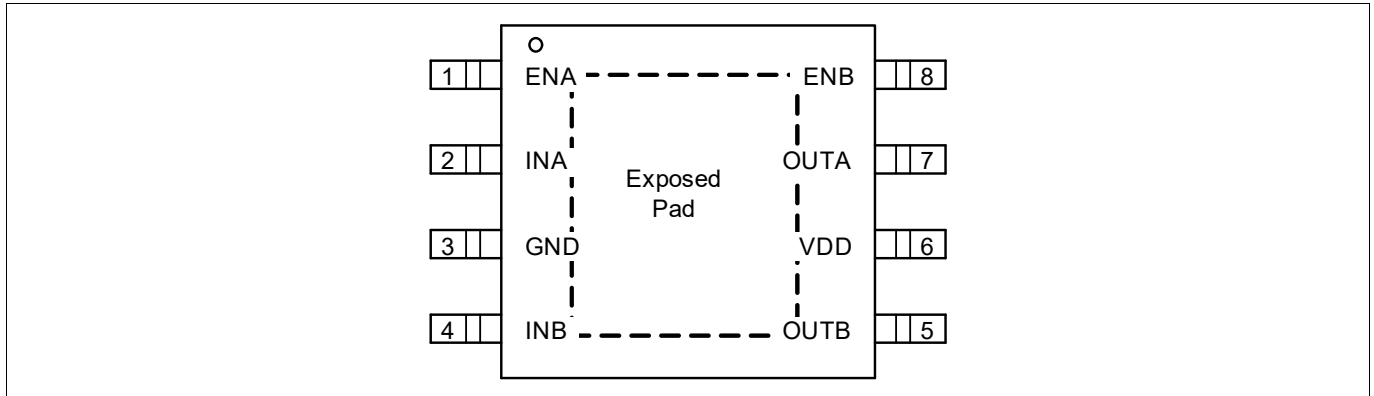 1 ENA ENB 8
2 INA OUTA 7
Exposed
Pad
3 GND VDD 6
4 INB OUTB 5